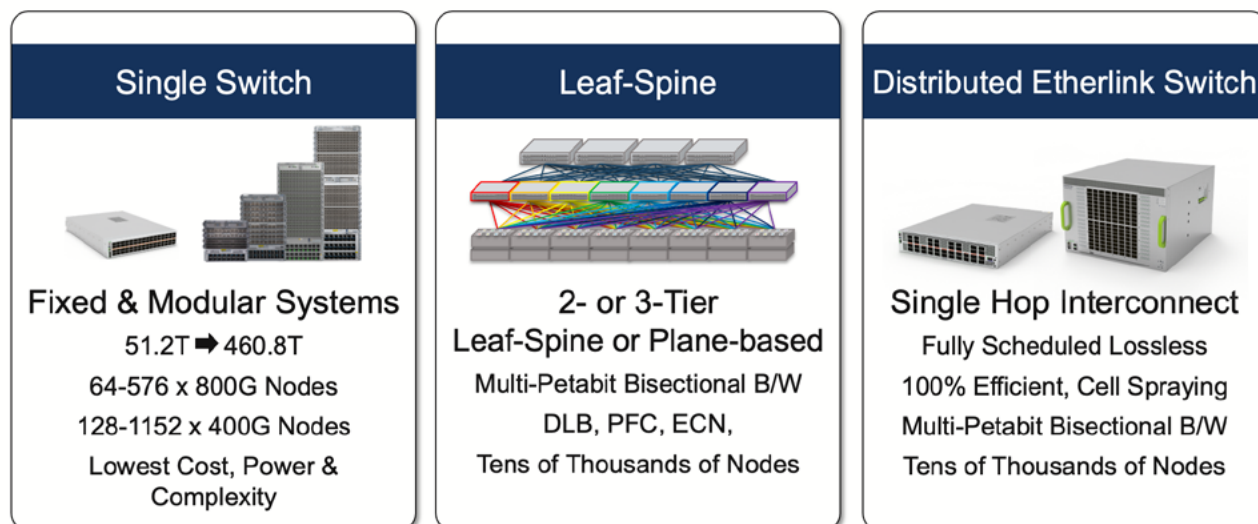 Single Switch
Fixed & Modular Systems
51.2T ➡ 460.8T
64-576 x 800G Nodes
128-1152 x 400G Nodes
Lowest Cost, Power &
Complexity
Leaf-Spine
2- or 3-Tier
Leaf-Spine or Plane-based
Multi-Petabit Bisectional B/W
DLB, PFC, ECN,
Tens of Thousands of Nodes
Distributed Etherlink Switch
Single Hop Interconnect
Fully Scheduled Lossless
100% Efficient, Cell Spraying
Multi-Petabit Bisectional B/W
Tens of Thousands of Nodes